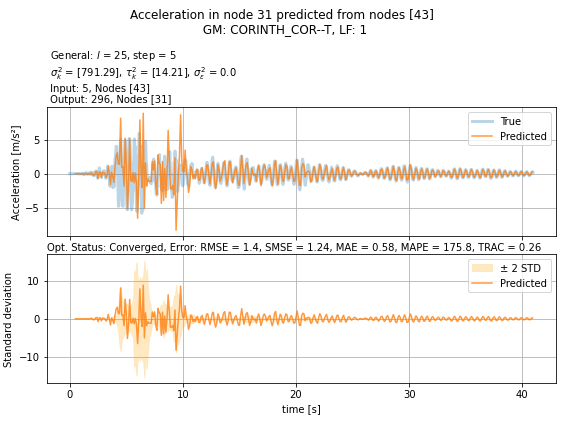 Acceleration in node 31 predicted from nodes [43]
GM: CORINTH_COR--T, LF: 1
General: l = 25, step = 5
σ²ₖ = [791.29], τ²ₖ = [14.21], σ²ε = 0.0
Input: 5, Nodes [43]
Output: 296, Nodes [31]
Acceleration [m/s²]
5
0
−5
True
Predicted
Opt. Status: Converged, Error: RMSE = 1.4, SMSE = 1.24, MAE = 0.58, MAPE = 175.8, TRAC = 0.26
Standard deviation
10
0
−10
± 2 STD
Predicted
0 10 20 30 40
time [s]